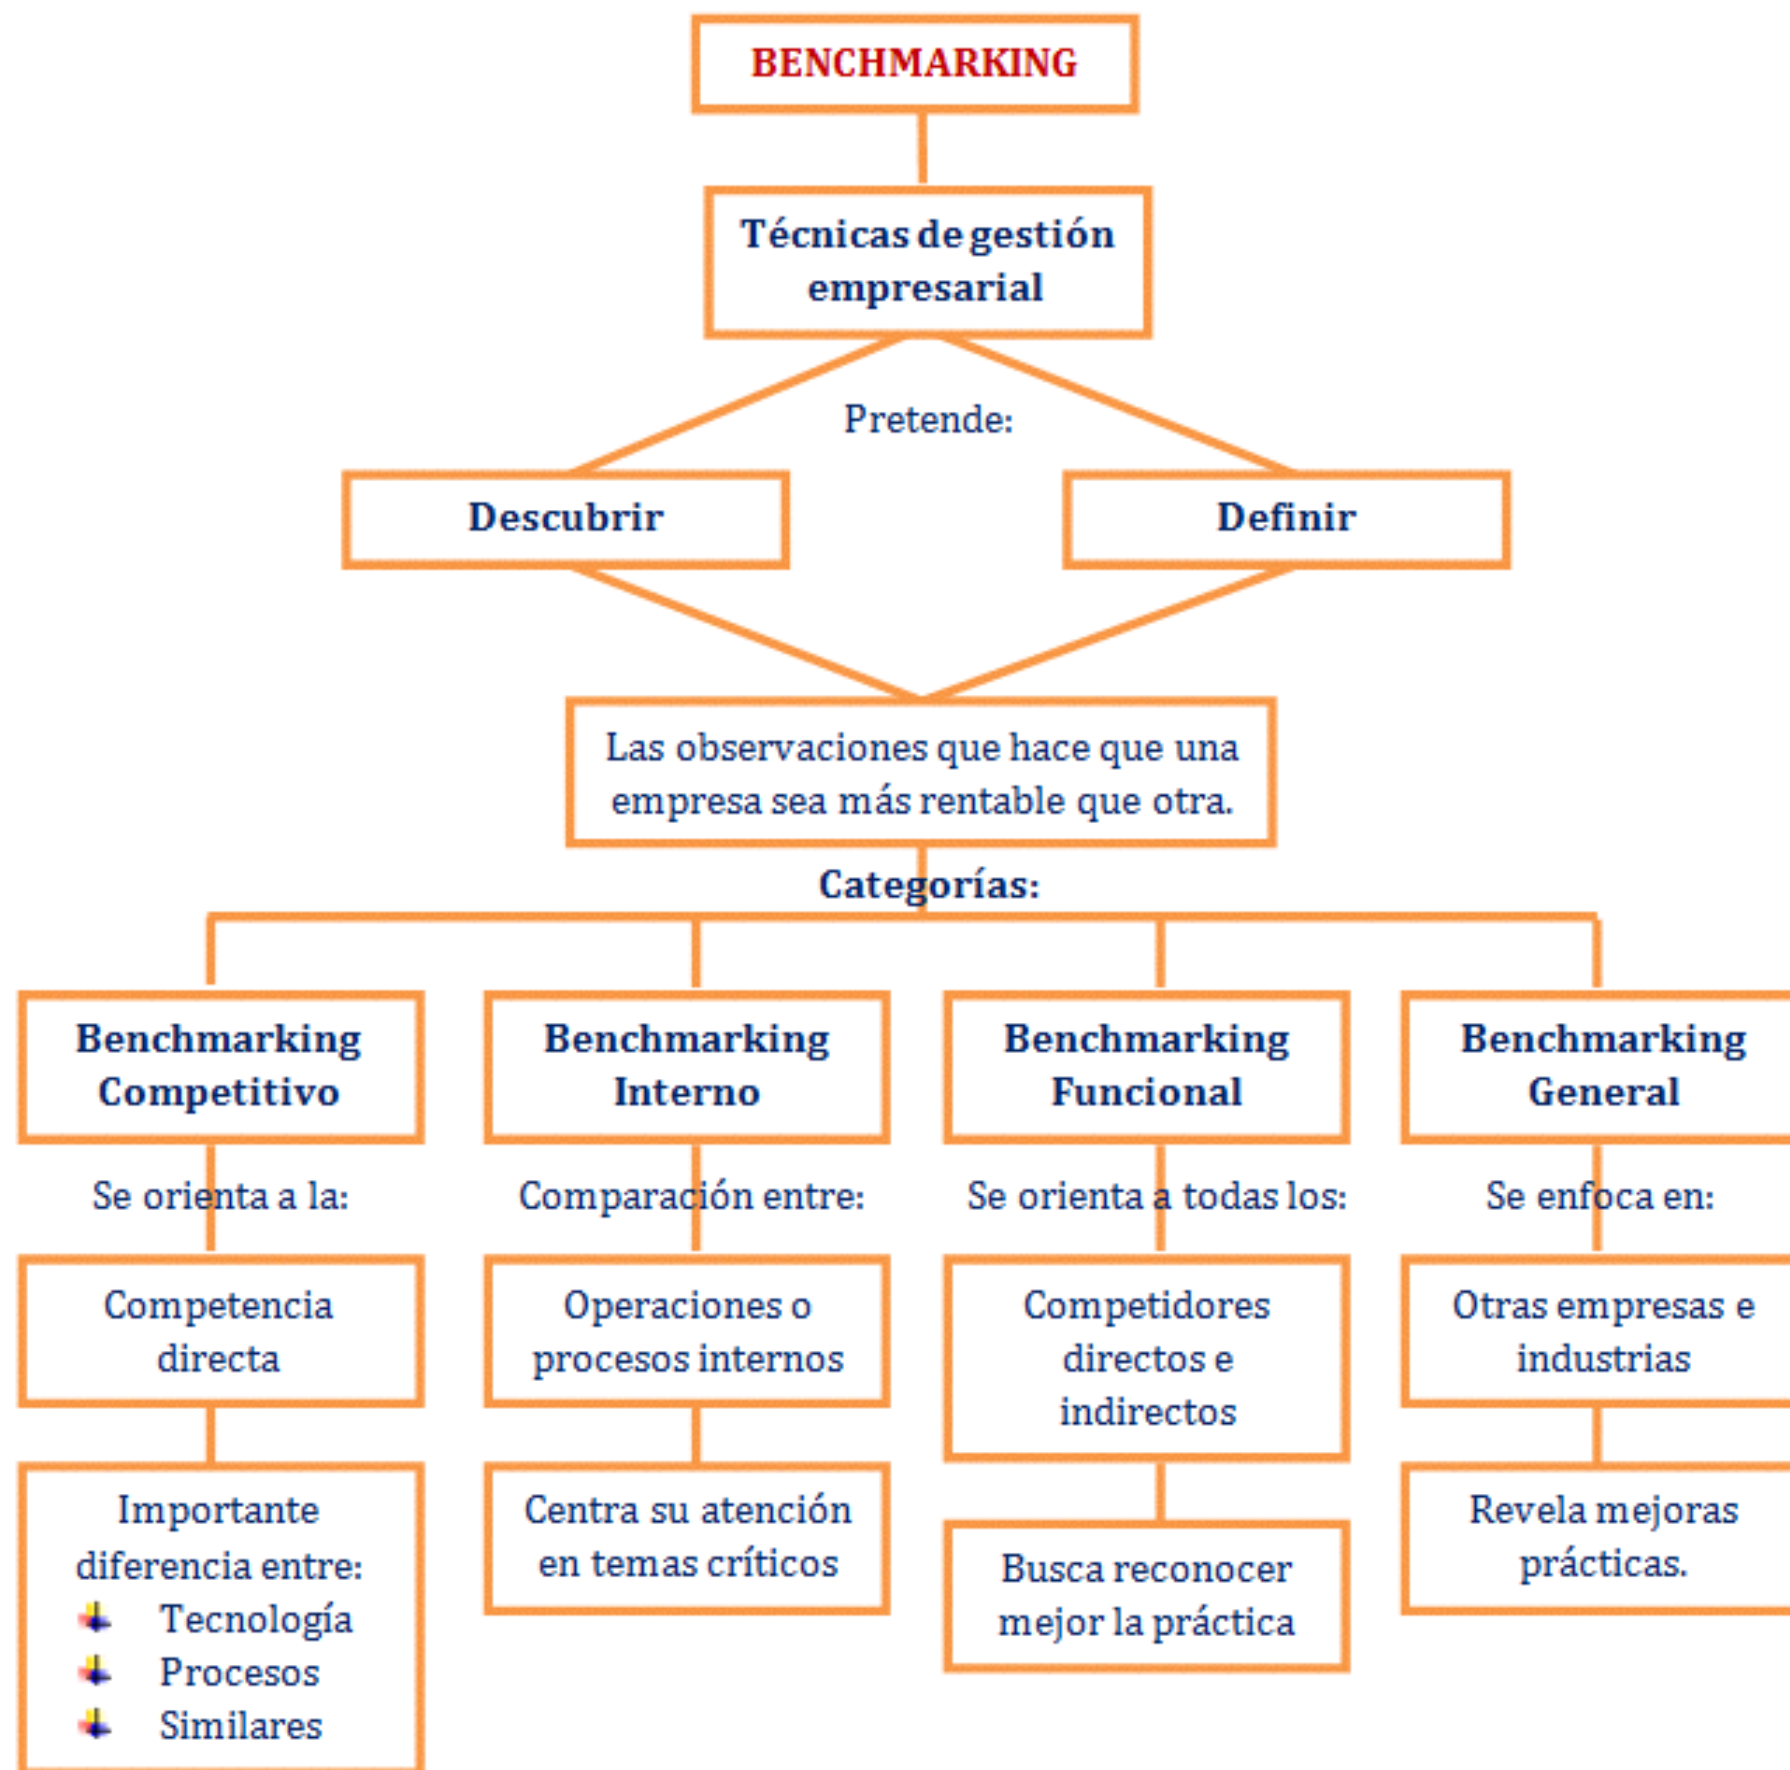 BENCHMARKING
Técnicas de gestión
empresarial
Pretende:
Descubrir
Definir
Las observaciones que hace que una
empresa sea más rentable que otra.
Categorías:
Benchmarking
Competitivo
Se orienta a la:
Competencia
directa
Importante
diferencia entre:
Tecnología
Procesos
Similares
Benchmarking
Interno
Comparación entre:
Operaciones o
procesos internos
Centra su atención
en temas críticos
Benchmarking
Funcional
Se orienta a todas los:
Competidores
directos e
indirectos
Busca reconocer
mejor la práctica
Benchmarking
General
Se enfoca en:
Otras empresas e
industrias
Revela mejoras
prácticas.